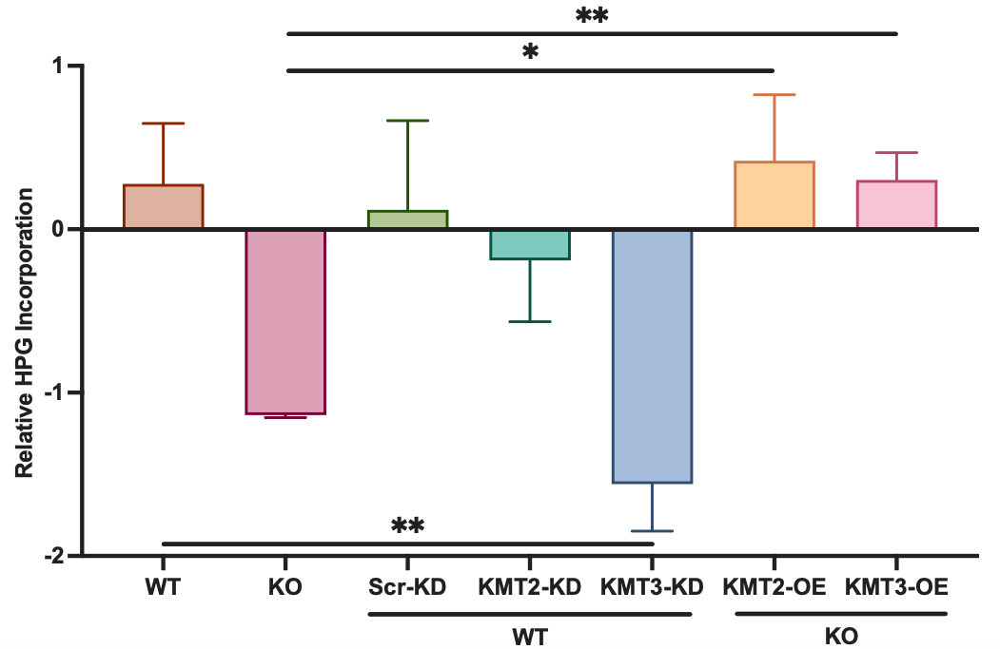 **
*
1
0
-1
-2
Relative HPG Incorporation
**
WT KO Scr-KD KMT2-KD KMT3-KD KMT2-OE KMT3-OE
WT KO